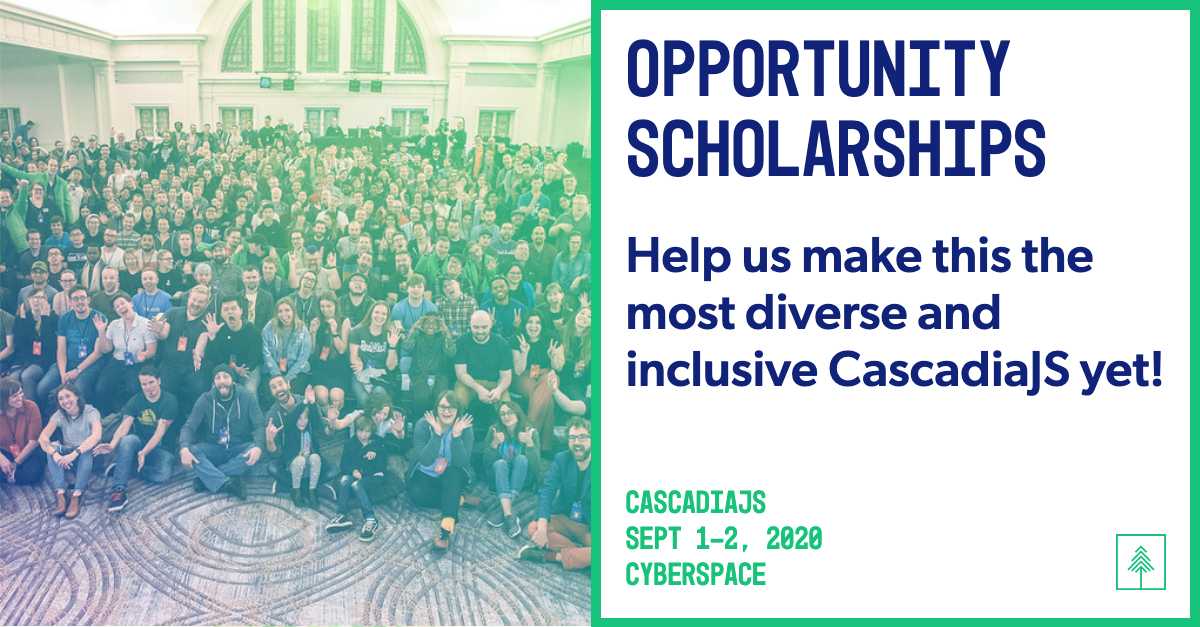 OPPORTUNITY
SCHOLARSHIPS
Help us make this the
most diverse and
inclusive CascadiaJS yet!
CASCADIAJS
SEPT 1–2, 2020
CYBERSPACE